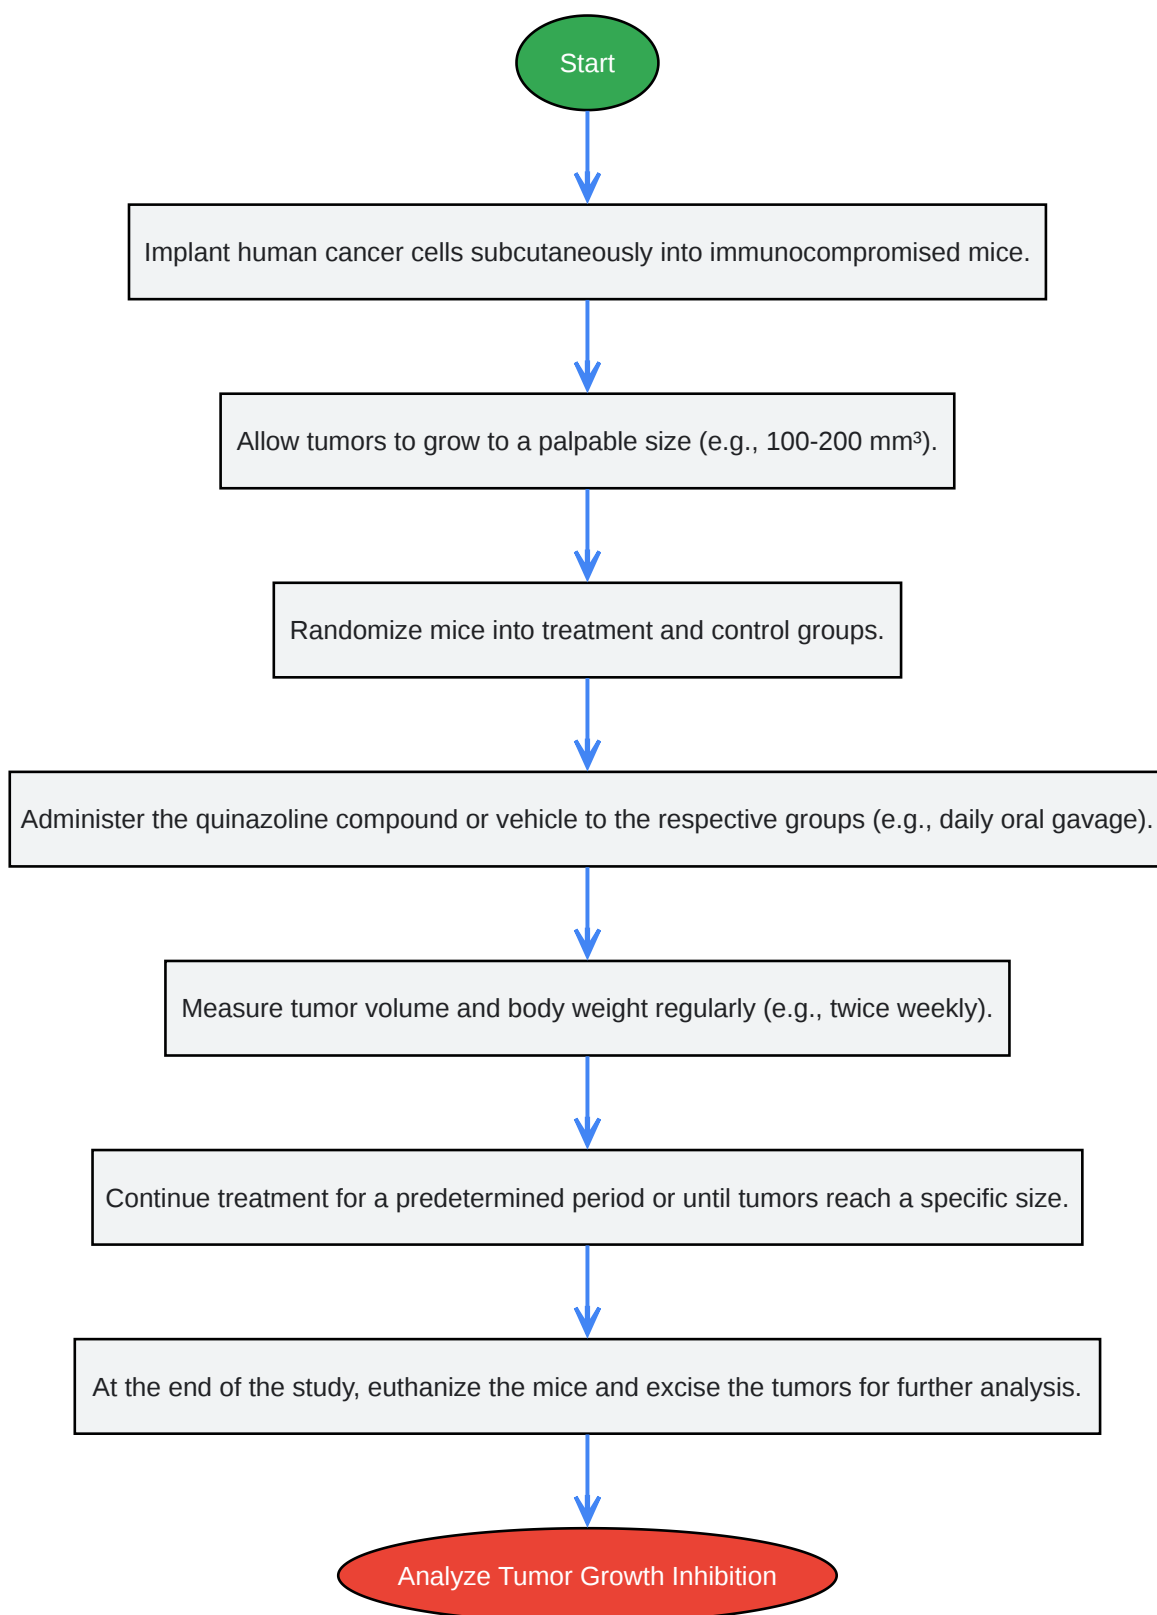 Start
Implant human cancer cells subcutaneously into immunocompromised mice.
Allow tumors to grow to a palpable size (e.g., 100-200 mm³).
Randomize mice into treatment and control groups.
Administer the quinazoline compound or vehicle to the respective groups (e.g., daily oral gavage).
Measure tumor volume and body weight regularly (e.g., twice weekly).
Continue treatment for a predetermined period or until tumors reach a specific size.
At the end of the study, euthanize the mice and excise the tumors for further analysis.
Analyze Tumor Growth Inhibition